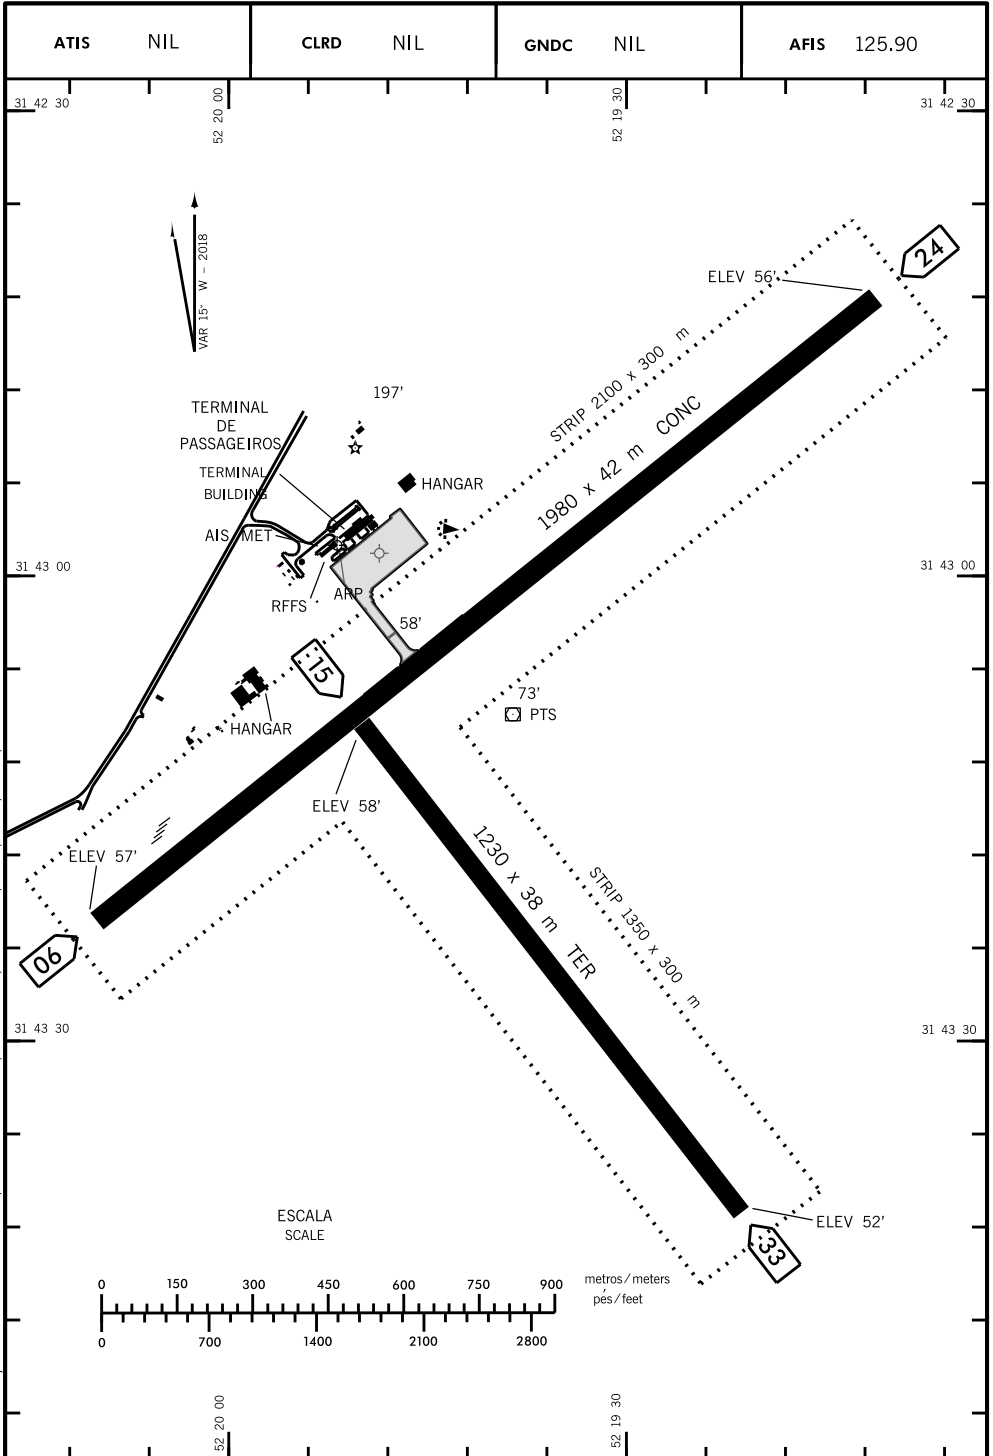 ATIS NIL
CLRD NIL
GNDC NIL
AFIS 125.90
31 42 30
52 20 00
52 19 30
31 42 30
24
VAR 15° W - 2018
ELEV 56'
STRIP 2100 x 300 m
1980 x 42 m CONC
197'
TERMINAL
DE
PASSAGEIROS
TERMINAL
BUILDING
HANGAR
AIS MET
31 43 00
31 43 00
RFFS
ARP
58'
15
73'
PTS
HANGAR
ELEV 58'
ELEV 57'
1230 x 38 m TER
STRIP 1350 x 300 m
06
31 43 30
31 43 30
ELEV 52'
33
ESCALA
SCALE
0 150 300 450 600 750 900 metros/meters
pés/feet
0 700 1400 2100 2800
52 20 00
52 19 30